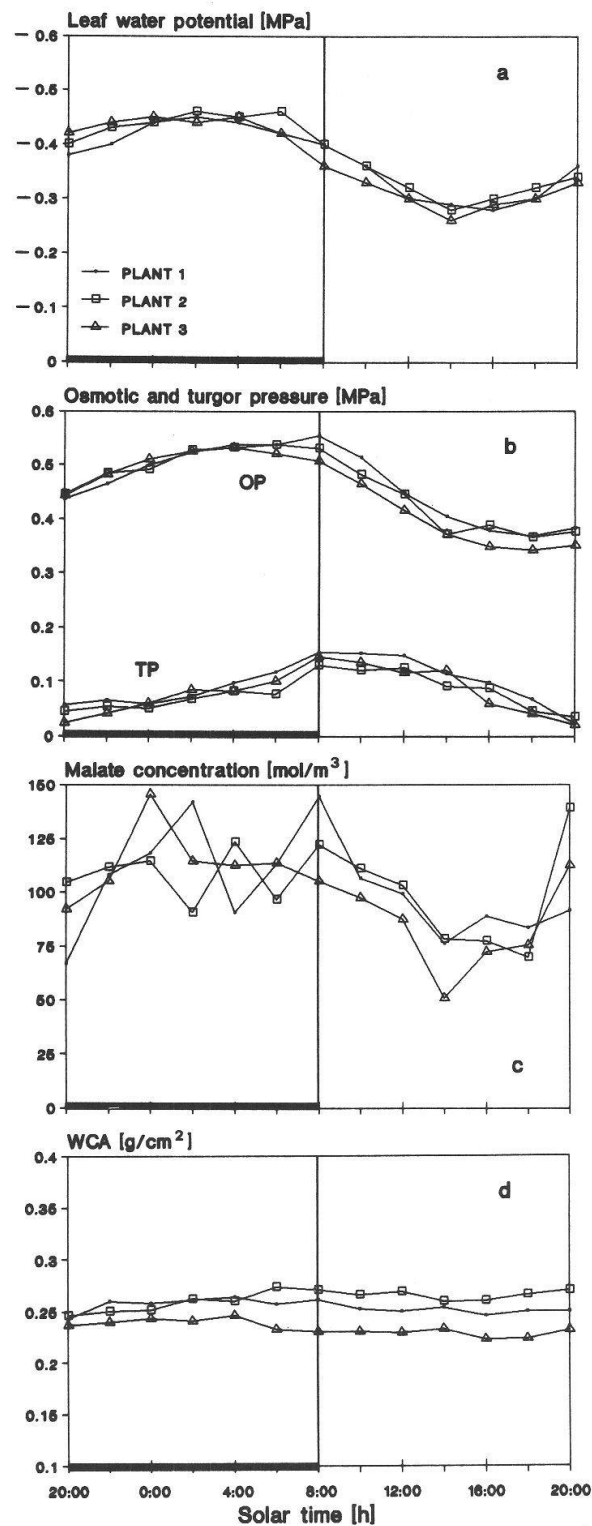 Leaf water potential [MPa]
— 0.6
— 0.5
— 0.4
— 0.3
— 0.2
— 0.1
0
a
PLANT 1
PLANT 2
PLANT 3
Osmotic and turgor pressure [MPa]
0.6
0.5
0.4
0.3
0.2
0.1
0
b
OP
TP
Malate concentration [mol/m³]
150
125
100
75
50
25
0
c
WCA [g/cm²]
0.4
0.35
0.3
0.25
0.2
0.15
0.1
d
20:00 0:00 4:00 8:00 12:00 16:00 20:00
Solar time [h]